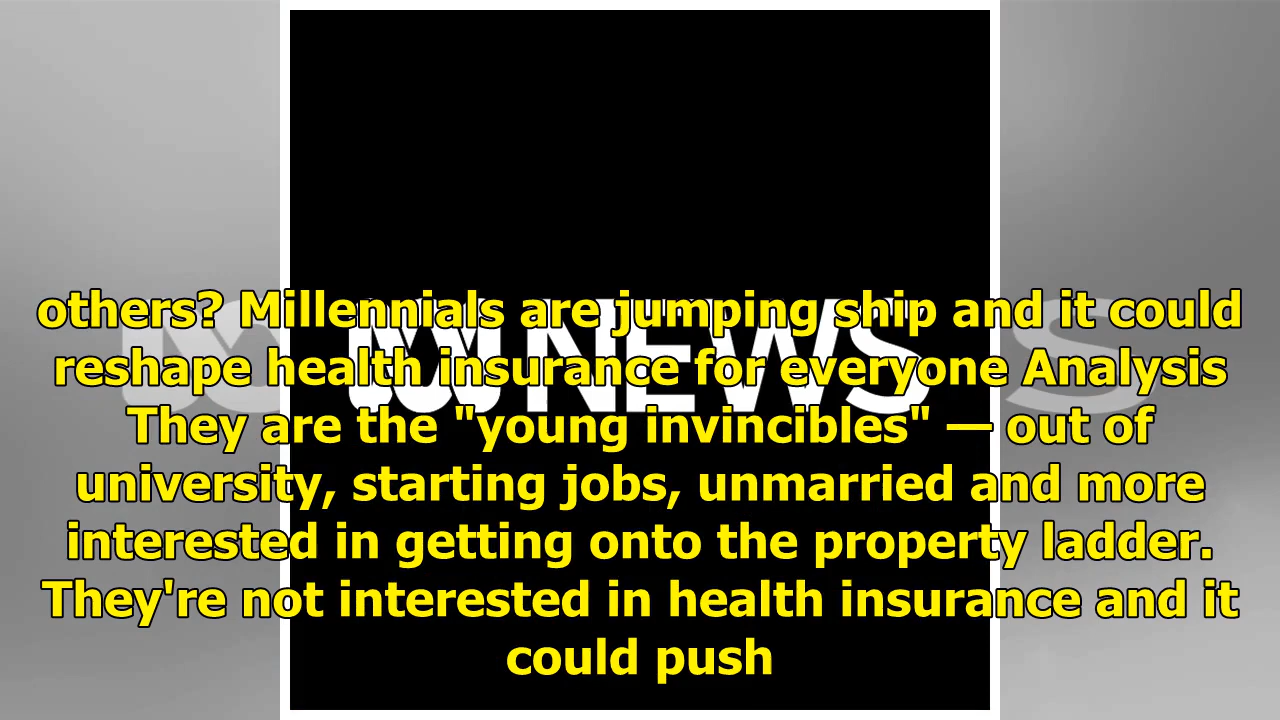 others? Millennials are jumping ship and it could
reshape health insurance for everyone Analysis
They are the "young invincibles" — out of
university, starting jobs, unmarried and more
interested in getting onto the property ladder.
They're not interested in health insurance and it
could push
NEWS
S